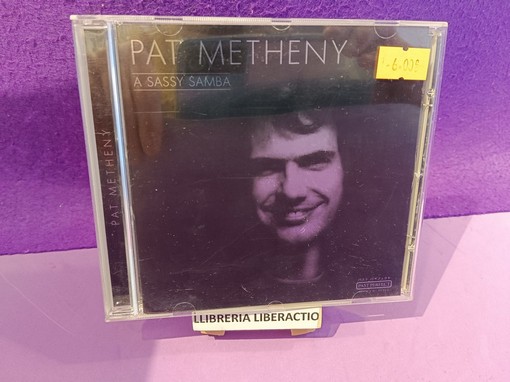 PAT METHENY
A SASSY SAMBA
6.00€
PAT METHENY
LLIBRERIA LIBERACTIO